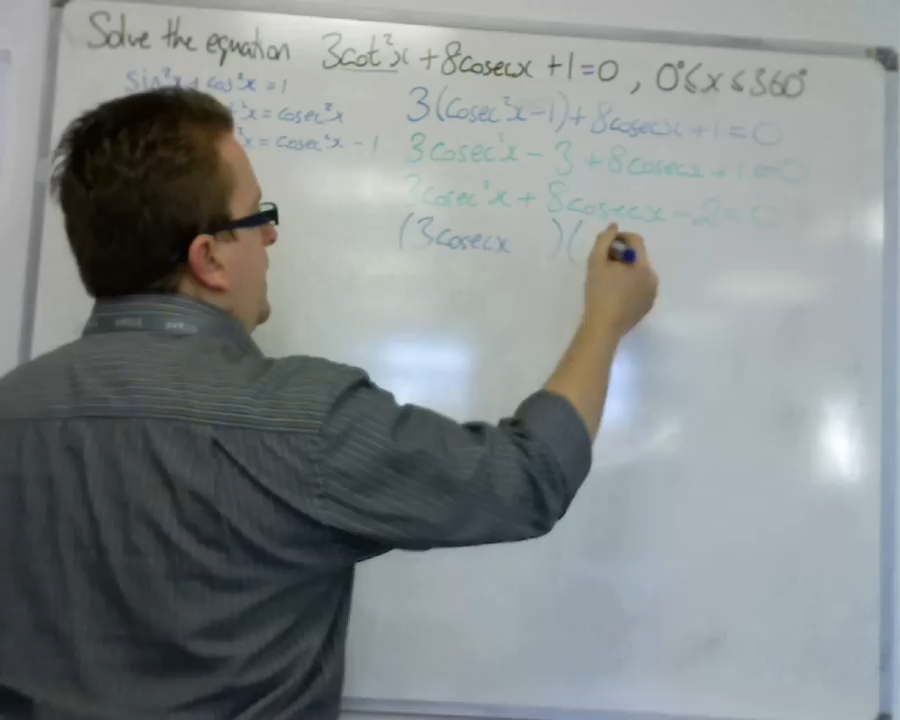 Solve the equation 3cot²x + 8cosecx + 1 = 0 , 0° ≤ x ≤ 360°
sin²x + cos²x = 1
²x = cosec²x
²x = cosec²x - 1
3(cosec²x - 1) + 8cosecx + 1 = 0
3cosec²x - 3 + 8cosecx + 1 = 0
3cosec²x + 8cosecx - 2 = 0
(3cosecx )(